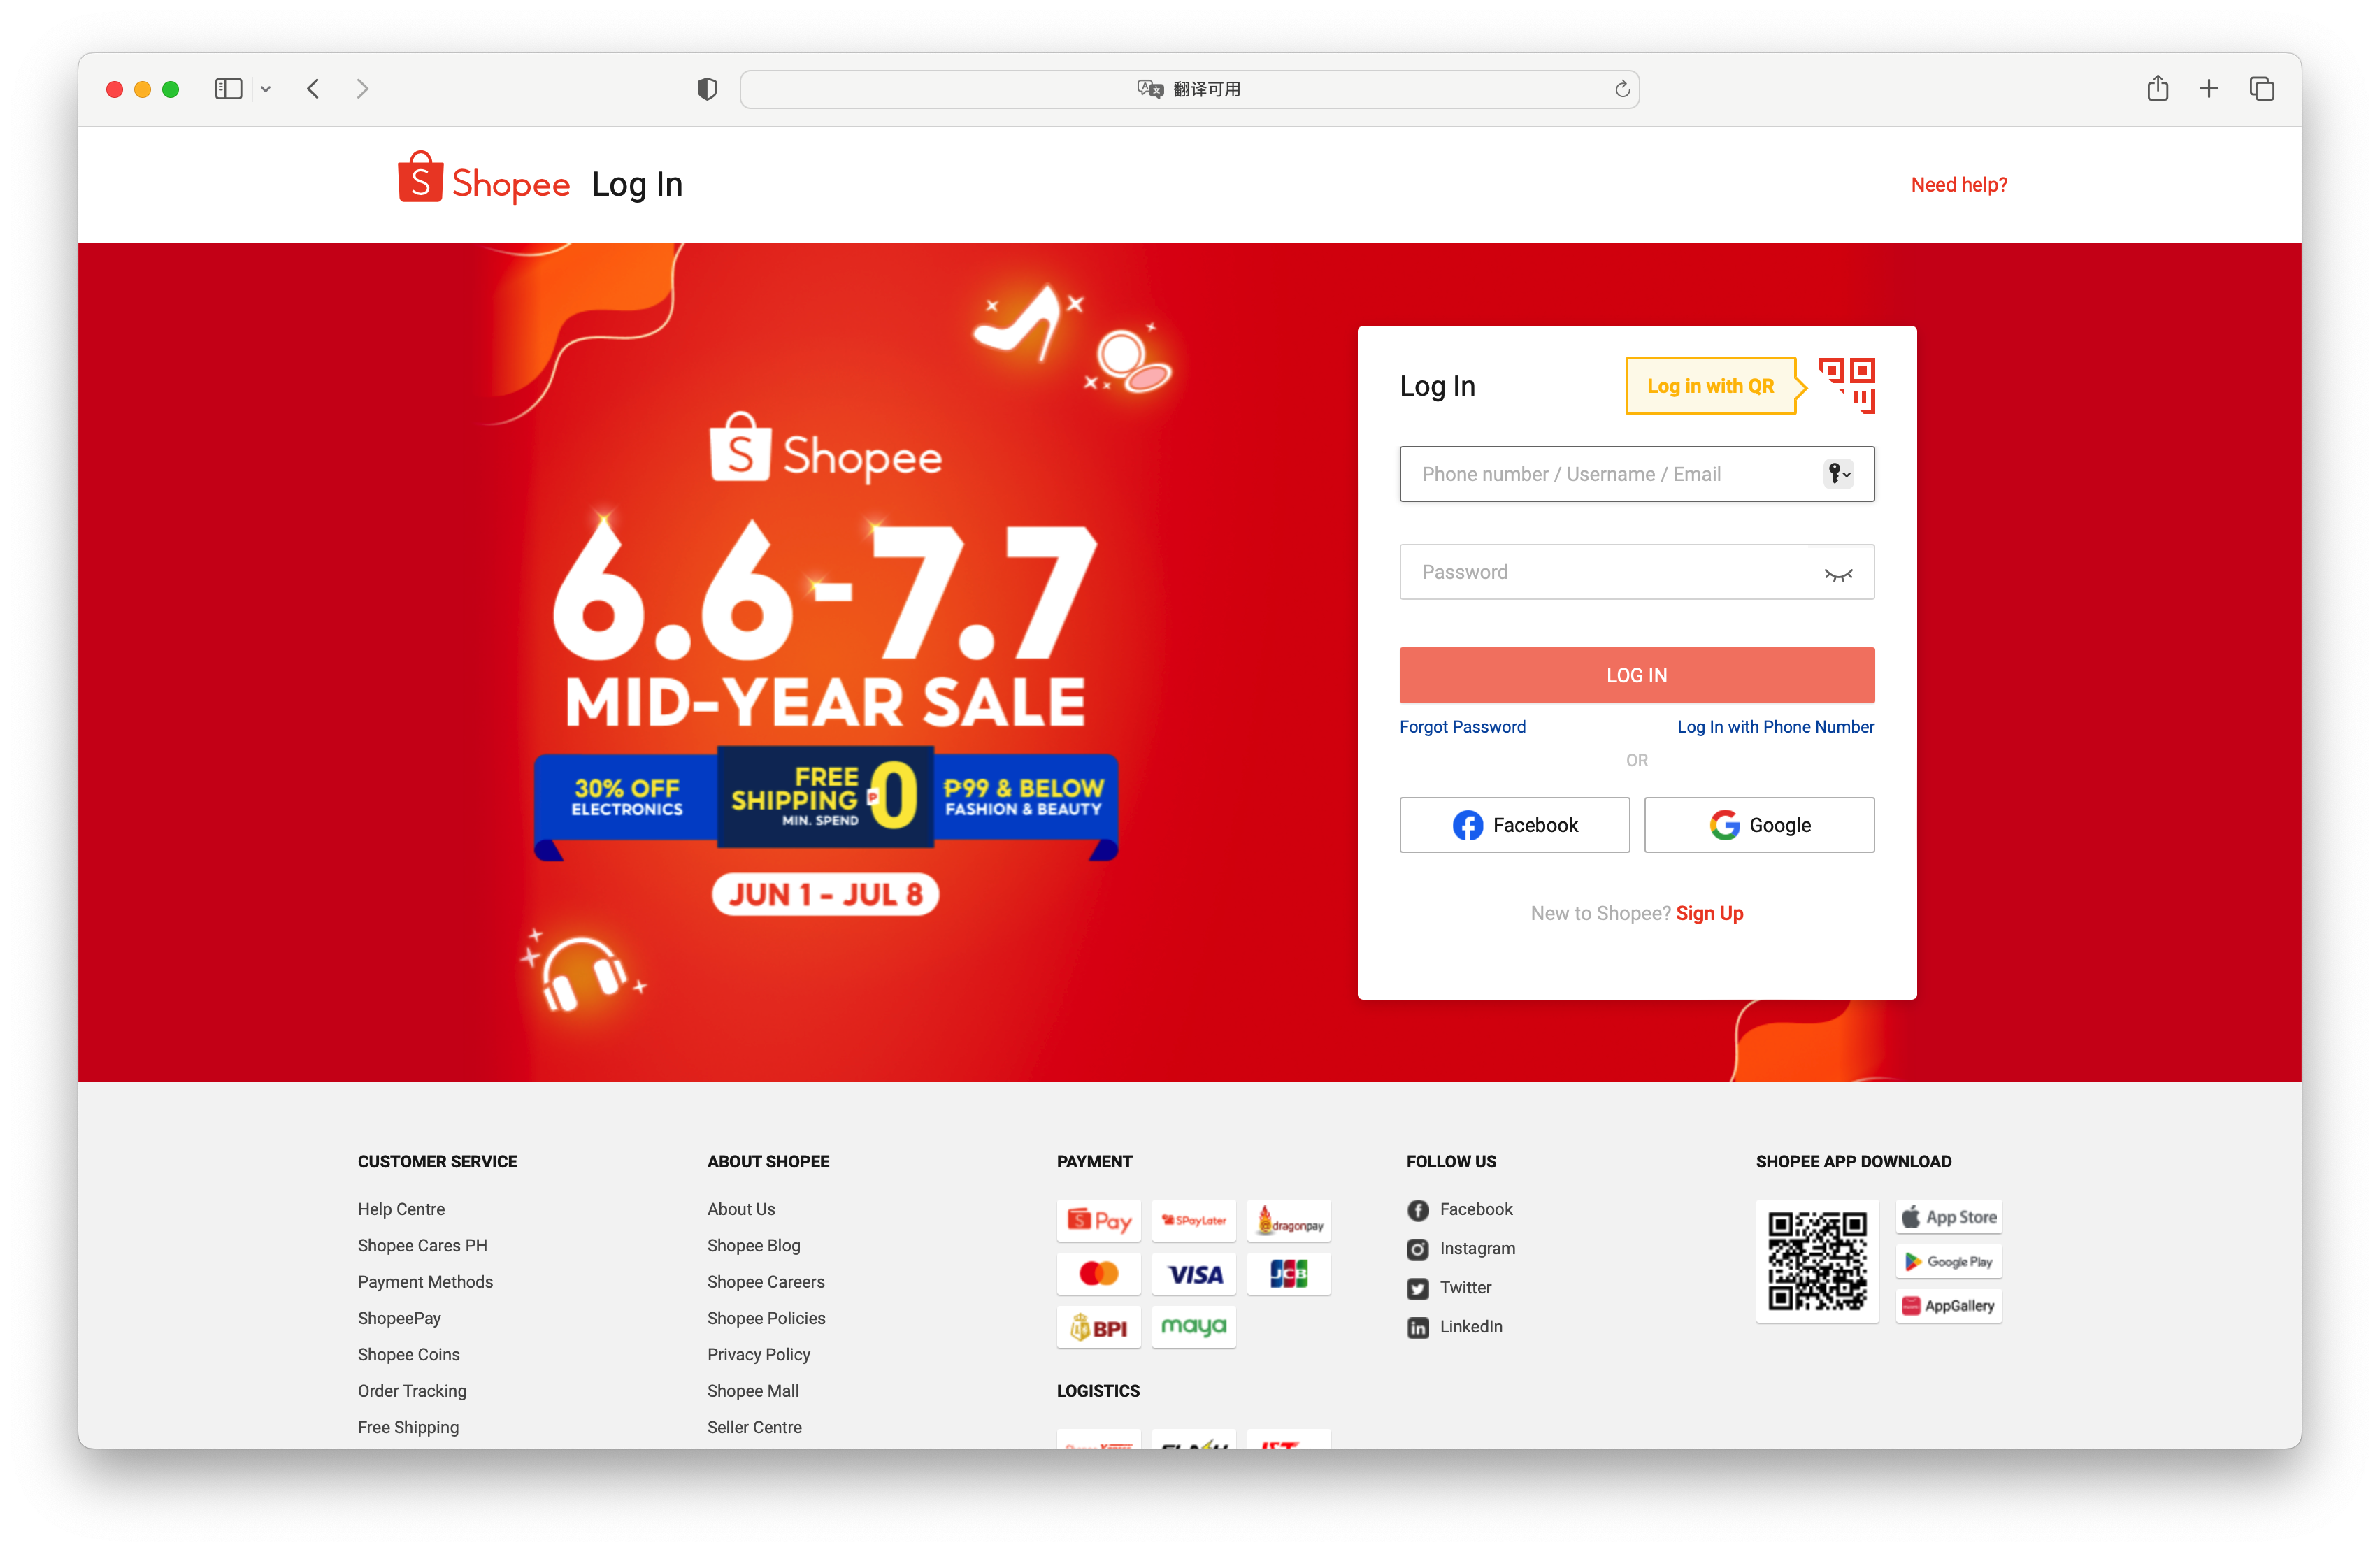 翻译可用
Shopee Log In
Need help?
Shopee
6.6-7.7
MID-YEAR SALE
30% OFF
ELECTRONICS
FREE
SHIPPING
MIN. SPEND
₱0
₱99 & BELOW
FASHION & BEAUTY
JUN 1 - JUL 8
Log In
Log in with QR
Phone number / Username / Email
Password
LOG IN
Forgot Password
Log In with Phone Number
OR
Facebook
Google
New to Shopee? Sign Up
CUSTOMER SERVICE
Help Centre
Shopee Cares PH
Payment Methods
ShopeePay
Shopee Coins
Order Tracking
Free Shipping
ABOUT SHOPEE
About Us
Shopee Blog
Shopee Careers
Shopee Policies
Privacy Policy
Shopee Mall
Seller Centre
PAYMENT
S Pay
SPayLater
dragonpay
VISA
JCB
BPI
maya
LOGISTICS
FOLLOW US
Facebook
Instagram
Twitter
LinkedIn
SHOPEE APP DOWNLOAD
App Store
Google Play
AppGallery